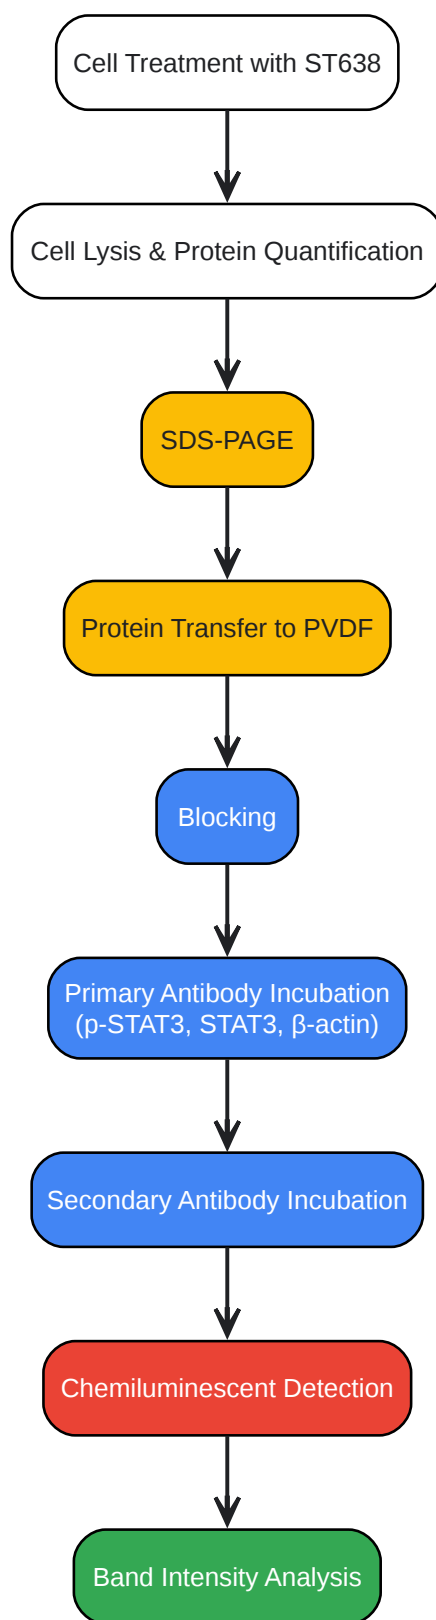 Cell Treatment with ST638
Cell Lysis & Protein Quantification
SDS-PAGE
Protein Transfer to PVDF
Blocking
Primary Antibody Incubation
(p-STAT3, STAT3, β-actin)
Secondary Antibody Incubation
Chemiluminescent Detection
Band Intensity Analysis